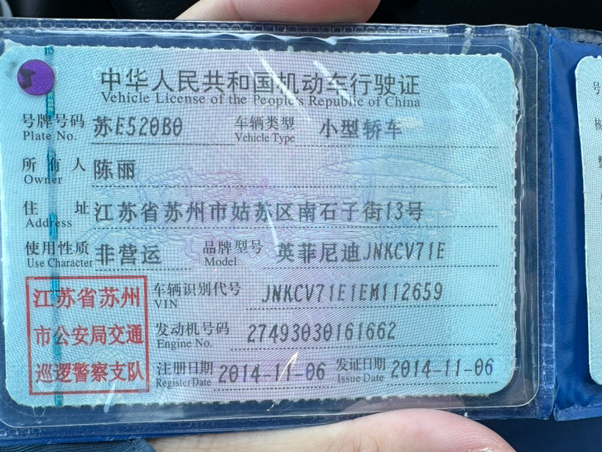 中华人民共和国机动车行驶证
Vehicle License of the People's Republic of China
号牌号码 Plate No. 苏E520B0 车辆类型 Vehicle Type 小型轿车
所有人 Owner 陈丽
住址 Address 江苏省苏州市姑苏区南石子街13号
使用性质 Use Character 非营运 品牌型号 Model 英菲尼迪JNKCV71E
江苏省苏州
市公安局交通
巡逻警察支队
车辆识别代号 VIN JNKCV71E1EM112659
发动机号码 Engine No. 27493030161662
注册日期 Register Date 2014-11-06 发证日期 Issue Date 2014-11-06
号